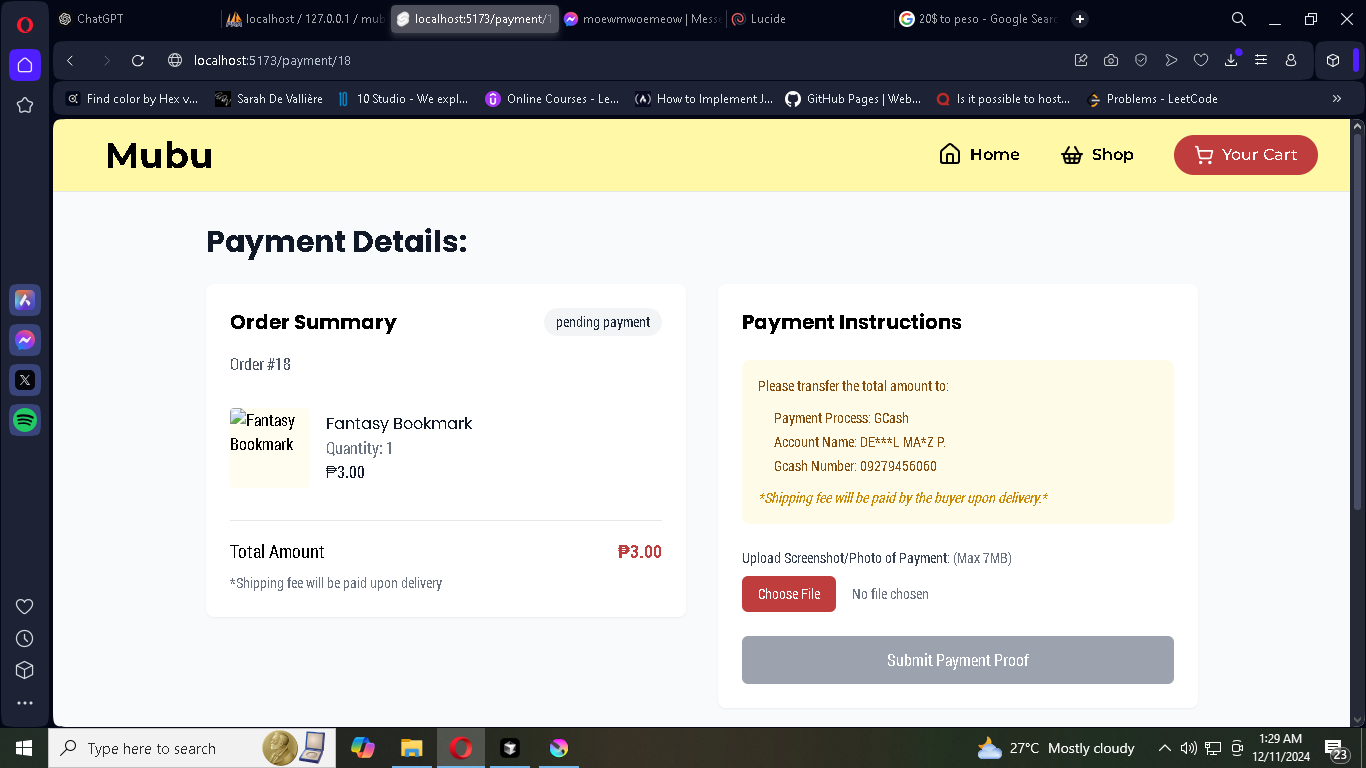 ChatGPT
localhost / 127.0.0.1 / mub
localhost:5173/payment/1
moewmwoemeow | Mess
Lucide
20$ to peso - Google Sear
localhost:5173/payment/18
Find color by Hex v...
Sarah De Vallière
10 Studio - We expl...
Online Courses - Le...
How to Implement J...
GitHub Pages | Web...
Is it possible to host...
Problems - LeetCode
Mubu
Home
Shop
Your Cart
Payment Details:
Order Summary
pending payment
Order #18
Fantasy
Bookmark
Fantasy Bookmark
Quantity: 1
₱3.00
Total Amount
₱3.00
*Shipping fee will be paid upon delivery
Payment Instructions
Please transfer the total amount to:
Payment Process: GCash
Account Name: DE***L MA*Z P.
Gcash Number: 09279456060
*Shipping fee will be paid by the buyer upon delivery.*
Upload Screenshot/Photo of Payment: (Max 7MB)
Choose File
No file chosen
Submit Payment Proof
Type here to search
27°C Mostly cloudy
1:29 AM
12/11/2024
23